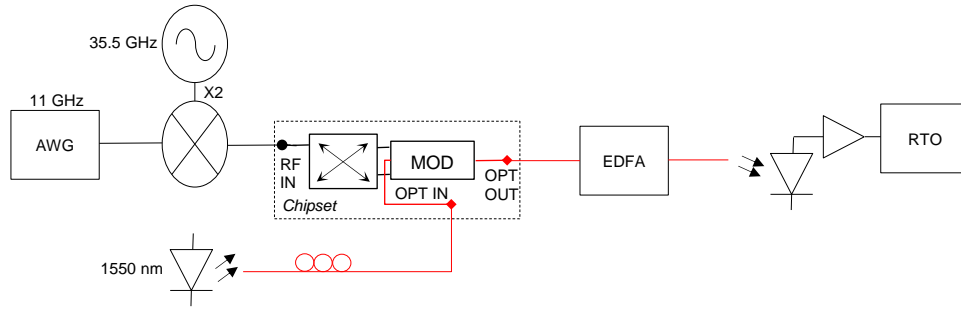 35.5 GHz
X2
11 GHz
AWG
RF
IN
MOD
OPT IN
OPT
OUT
Chipset
EDFA
RTO
1550 nm